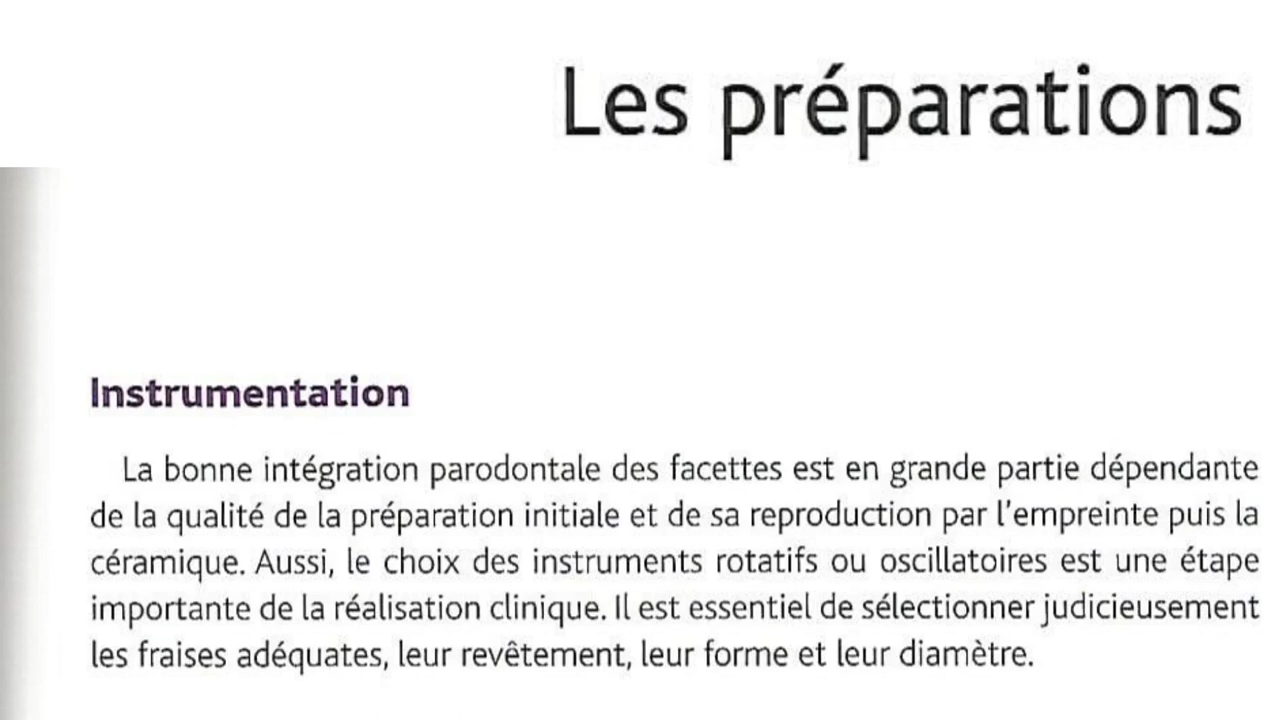 Les préparations
Instrumentation
La bonne intégration parodontale des facettes est en grande partie dépendante
de la qualité de la préparation initiale et de sa reproduction par l'empreinte puis la
céramique. Aussi, le choix des instruments rotatifs ou oscillatoires est une étape
importante de la réalisation clinique. Il est essentiel de sélectionner judicieusement
les fraises adéquates, leur revêtement, leur forme et leur diamètre.